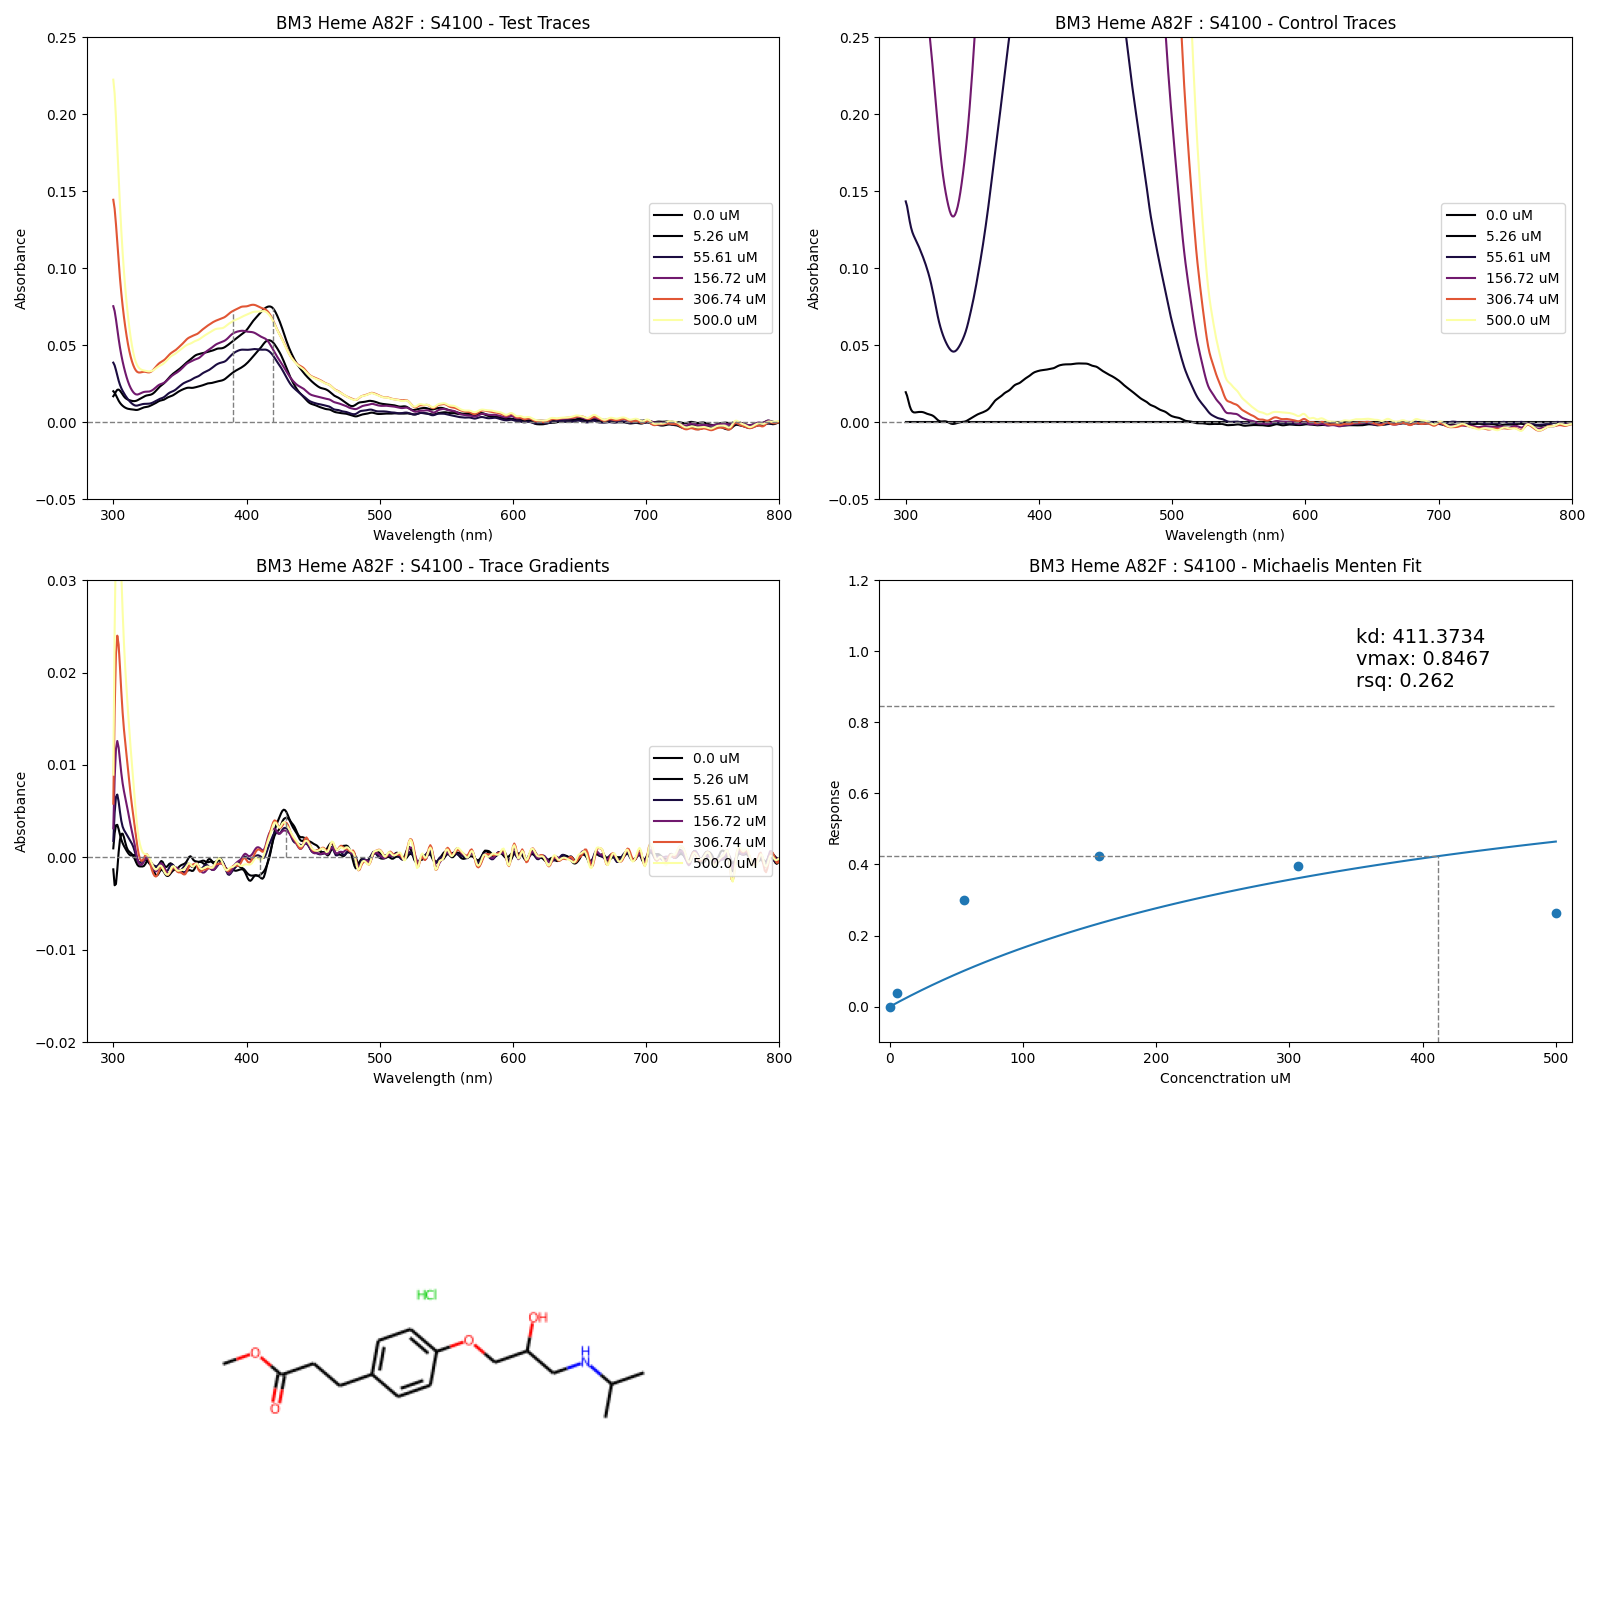 BM3 Heme A82F : S4100 - Test Traces
0.25
0.20
0.15
0.10
0.05
0.00
−0.05
Absorbance
300 400 500 600 700 800
Wavelength (nm)
0.0 uM
5.26 uM
55.61 uM
156.72 uM
306.74 uM
500.0 uM
BM3 Heme A82F : S4100 - Control Traces
0.25
0.20
0.15
0.10
0.05
0.00
−0.05
Absorbance
300 400 500 600 700 800
Wavelength (nm)
0.0 uM
5.26 uM
55.61 uM
156.72 uM
306.74 uM
500.0 uM
BM3 Heme A82F : S4100 - Trace Gradients
0.03
0.02
0.01
0.00
−0.01
−0.02
Absorbance
300 400 500 600 700 800
Wavelength (nm)
0.0 uM
5.26 uM
55.61 uM
156.72 uM
306.74 uM
500.0 uM
BM3 Heme A82F : S4100 - Michaelis Menten Fit
1.2
1.0
0.8
0.6
0.4
0.2
0.0
Response
kd: 411.3734
vmax: 0.8467
rsq: 0.262
0 100 200 300 400 500
Concenctration uM
HCl
OH
O
O
O
H
N